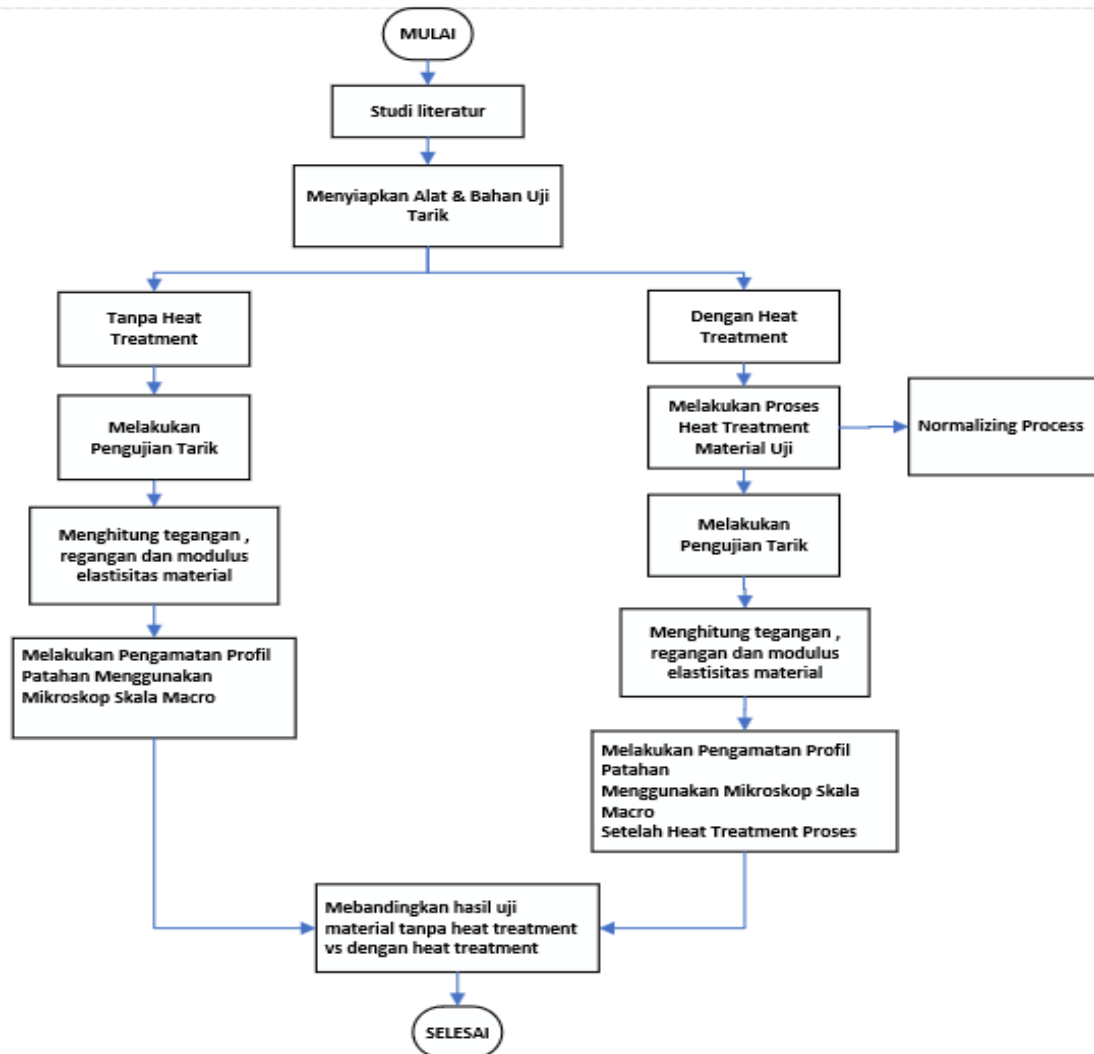 MULAI
Studi literatur
Menyiapkan Alat & Bahan Uji
Tarik
Tanpa Heat
Treatment
Dengan Heat
Treatment
Melakukan
Pengujian Tarik
Melakukan Proses
Heat Treatment
Material Uji
Normalizing Process
Menghitung tegangan ,
regangan dan modulus
elastisitas material
Melakukan
Pengujian Tarik
Melakukan Pengamatan Profil
Patahan Menggunakan
Mikroskop Skala Macro
Menghitung tegangan ,
regangan dan modulus
elastisitas material
Melakukan Pengamatan Profil
Patahan
Menggunakan Mikroskop Skala
Macro
Setelah Heat Treatment Proses
Mebandingkan hasil uji
material tanpa heat treatment
vs dengan heat treatment
SELESAI